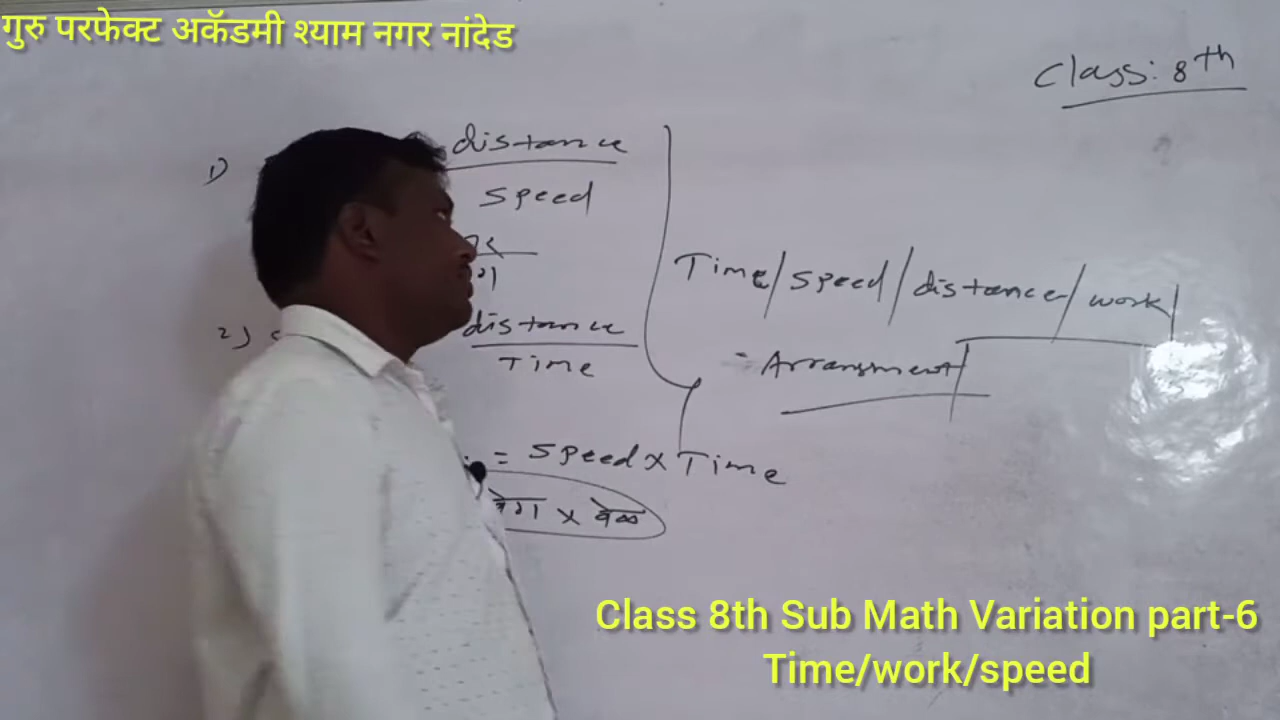 गुरु परफेक्ट अकॅडमी श्याम नगर नांदेड
Class: 8th
1) distance
speed
2) distance
Time
= speed x Time
वेग x वेळ
Time/speed/distance/work
Arrangment
Class 8th Sub Math Variation part-6
Time/work/speed